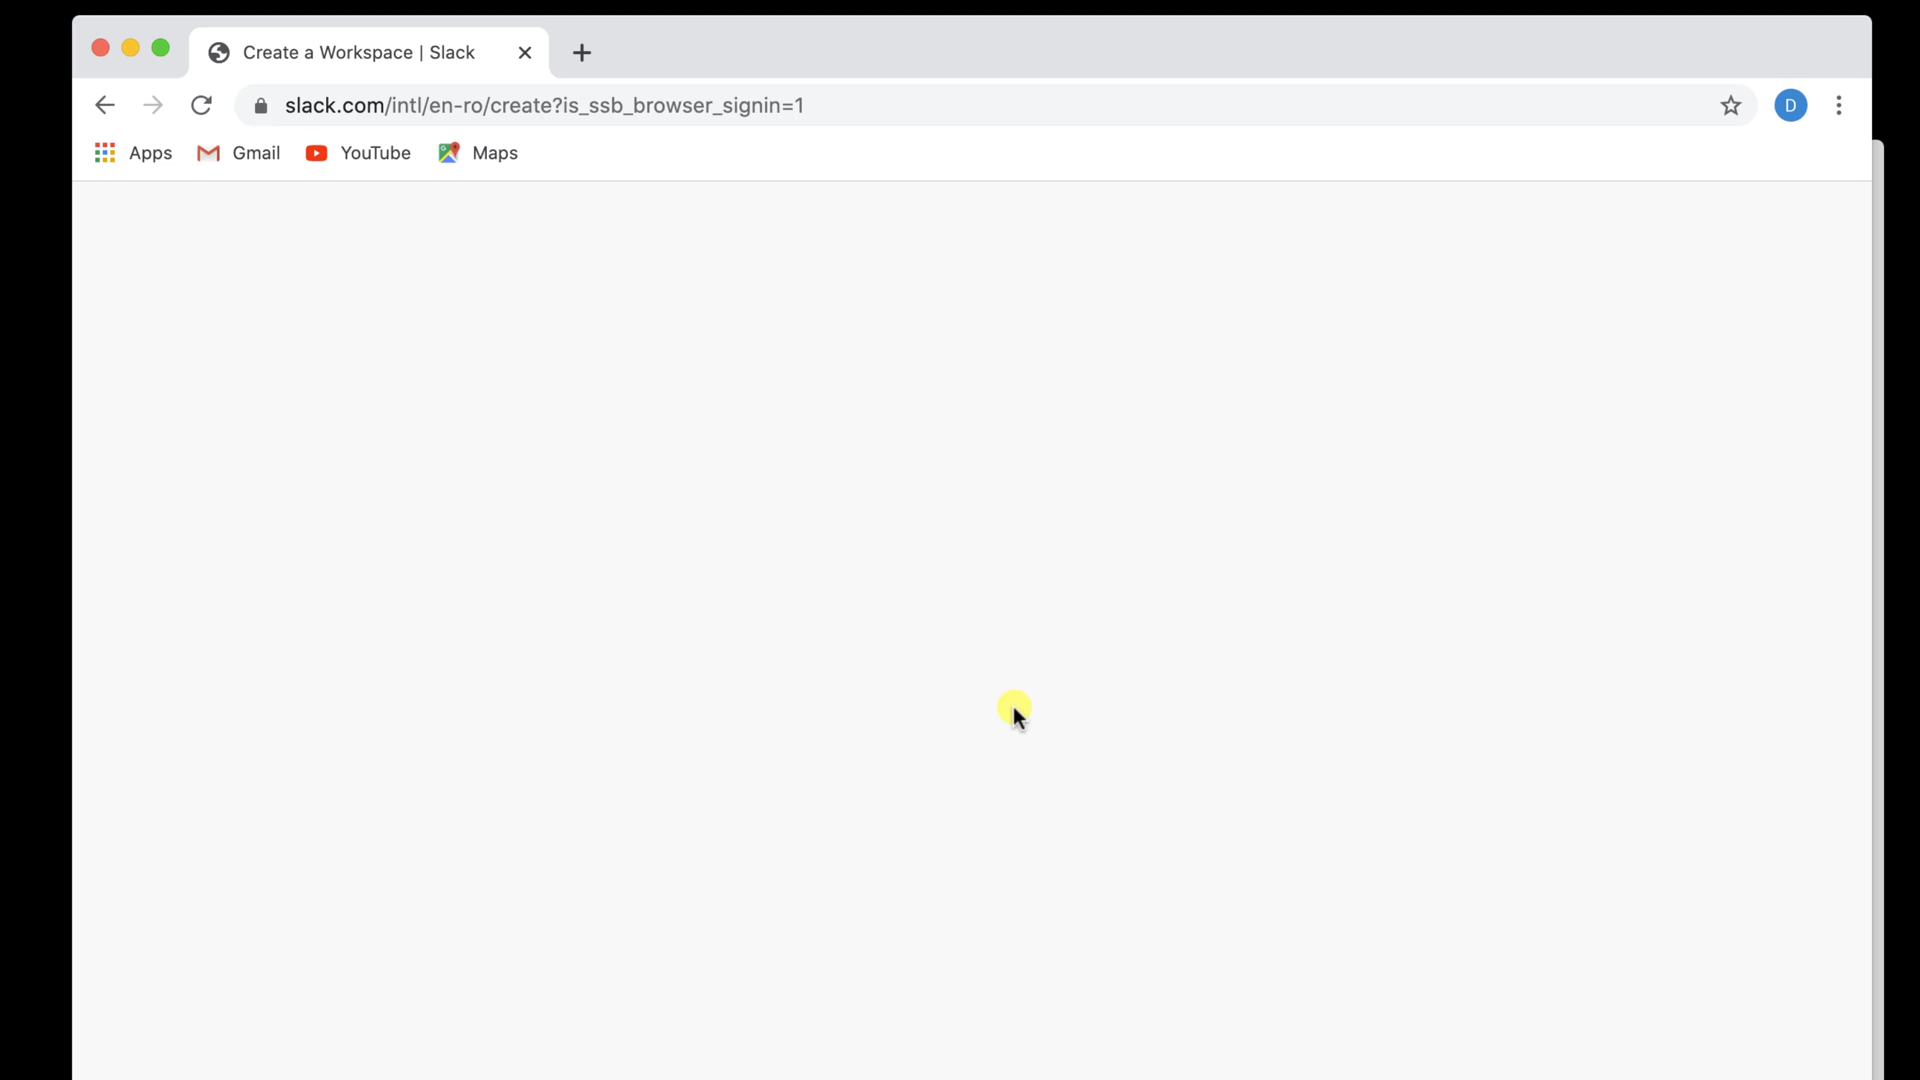 Create a Workspace | Slack
slack.com/intl/en-ro/create?is_ssb_browser_signin=1
D
Apps
Gmail
YouTube
Maps